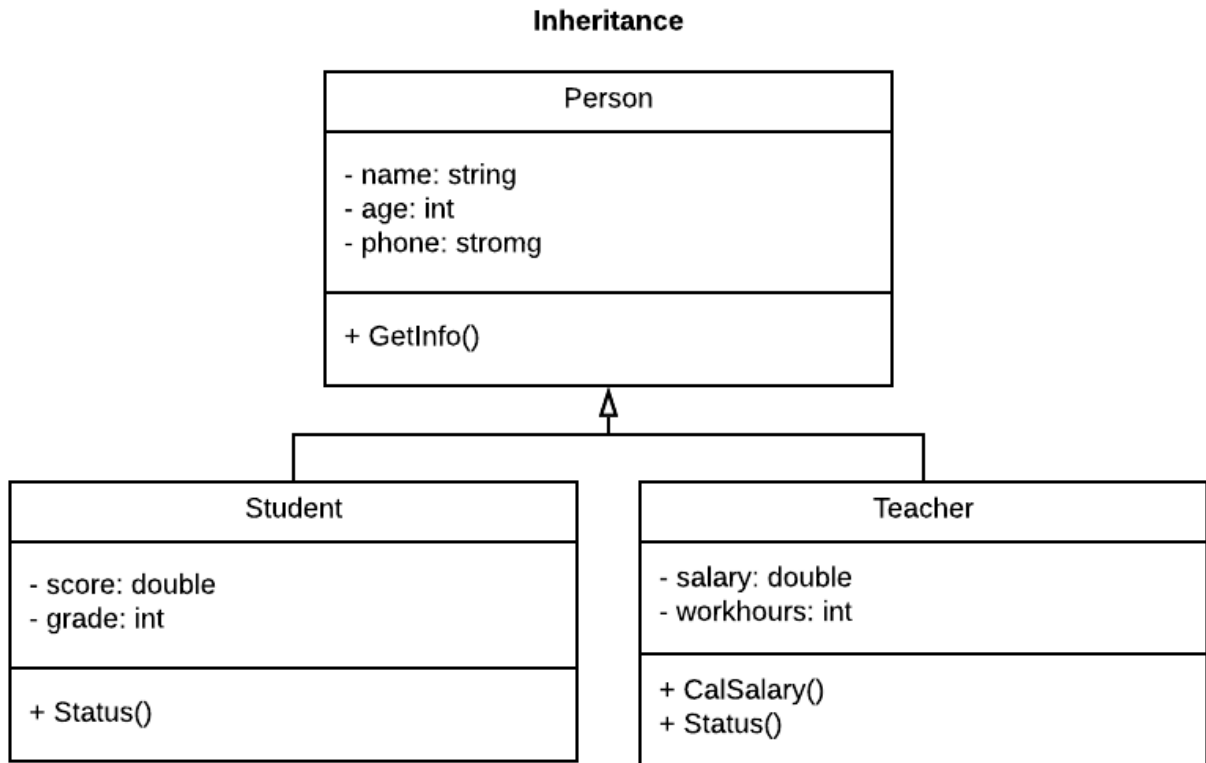 Inheritance
Person
- name: string
- age: int
- phone: stromg
+ GetInfo()
Student
- score: double
- grade: int
+ Status()
Teacher
- salary: double
- workhours: int
+ CalSalary()
+ Status()